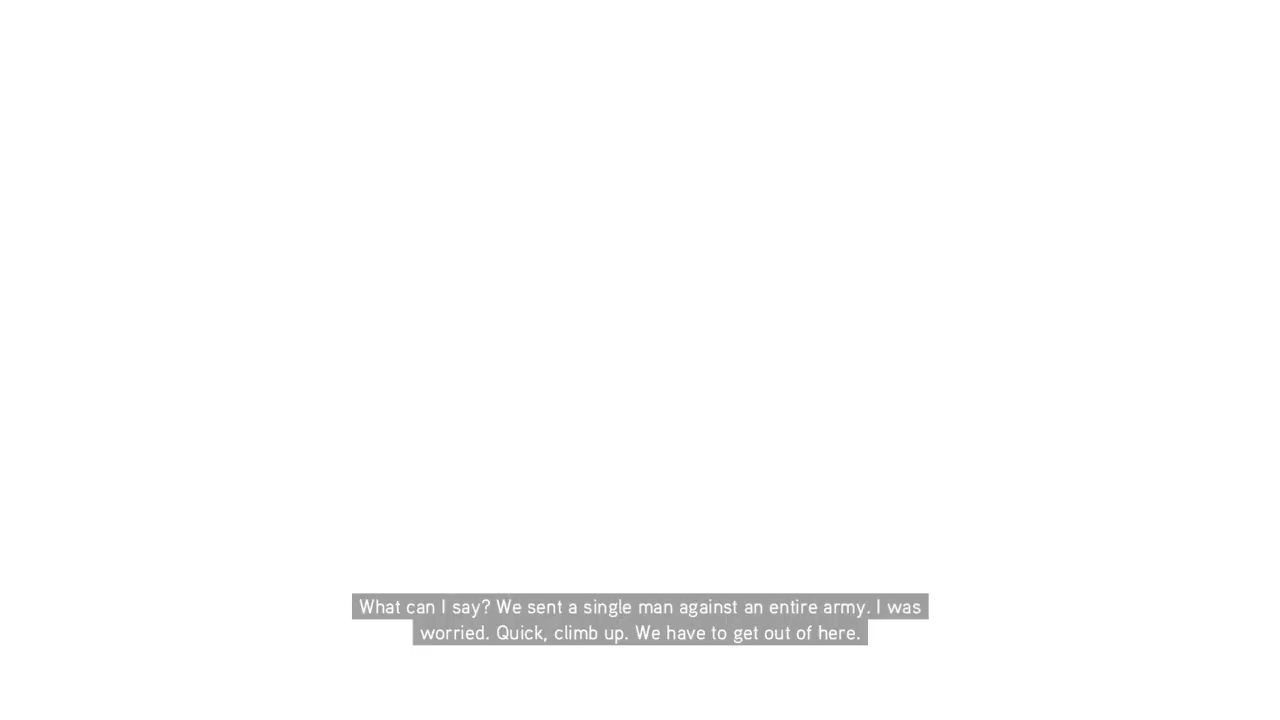 What can I say? We sent a single man against an entire army. I was
worried. Quick, climb up. We have to get out of here.